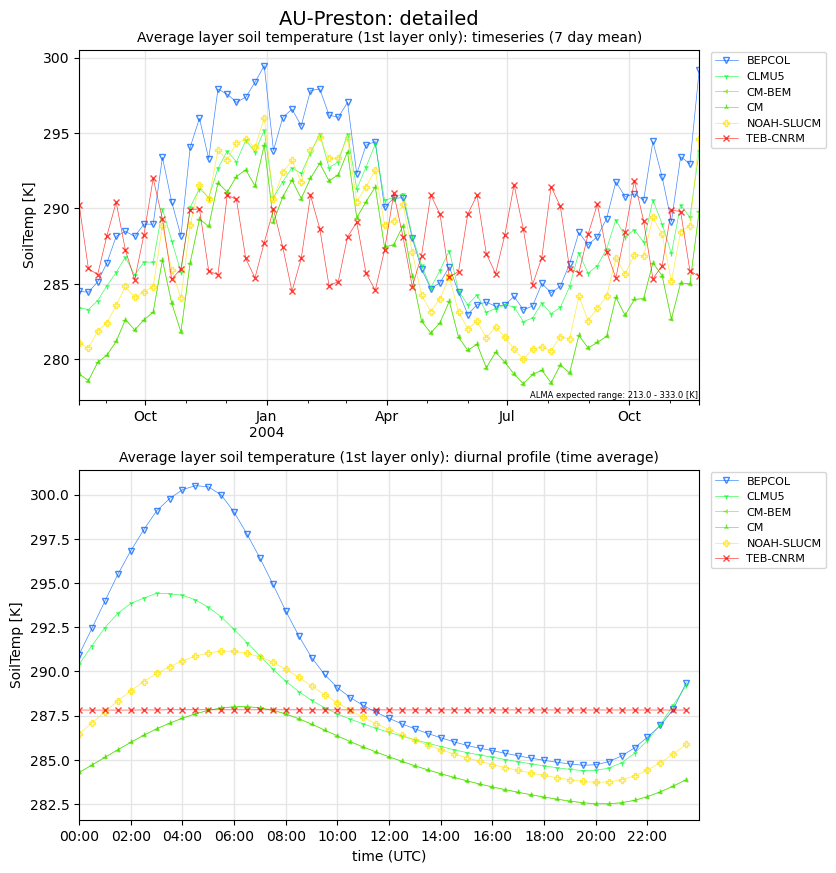 AU-Preston: detailed
Average layer soil temperature (1st layer only): timeseries (7 day mean)
SoilTemp [K]
300
295
290
285
280
Oct
Jan
2004
Apr
Jul
Oct
ALMA expected range: 213.0 - 333.0 [K]
BEPCOL
CLMU5
CM-BEM
CM
NOAH-SLUCM
TEB-CNRM
Average layer soil temperature (1st layer only): diurnal profile (time average)
SoilTemp [K]
300.0
297.5
295.0
292.5
290.0
287.5
285.0
282.5
00:00
02:00
04:00
06:00
08:00
10:00
12:00
14:00
16:00
18:00
20:00
22:00
time (UTC)
BEPCOL
CLMU5
CM-BEM
CM
NOAH-SLUCM
TEB-CNRM